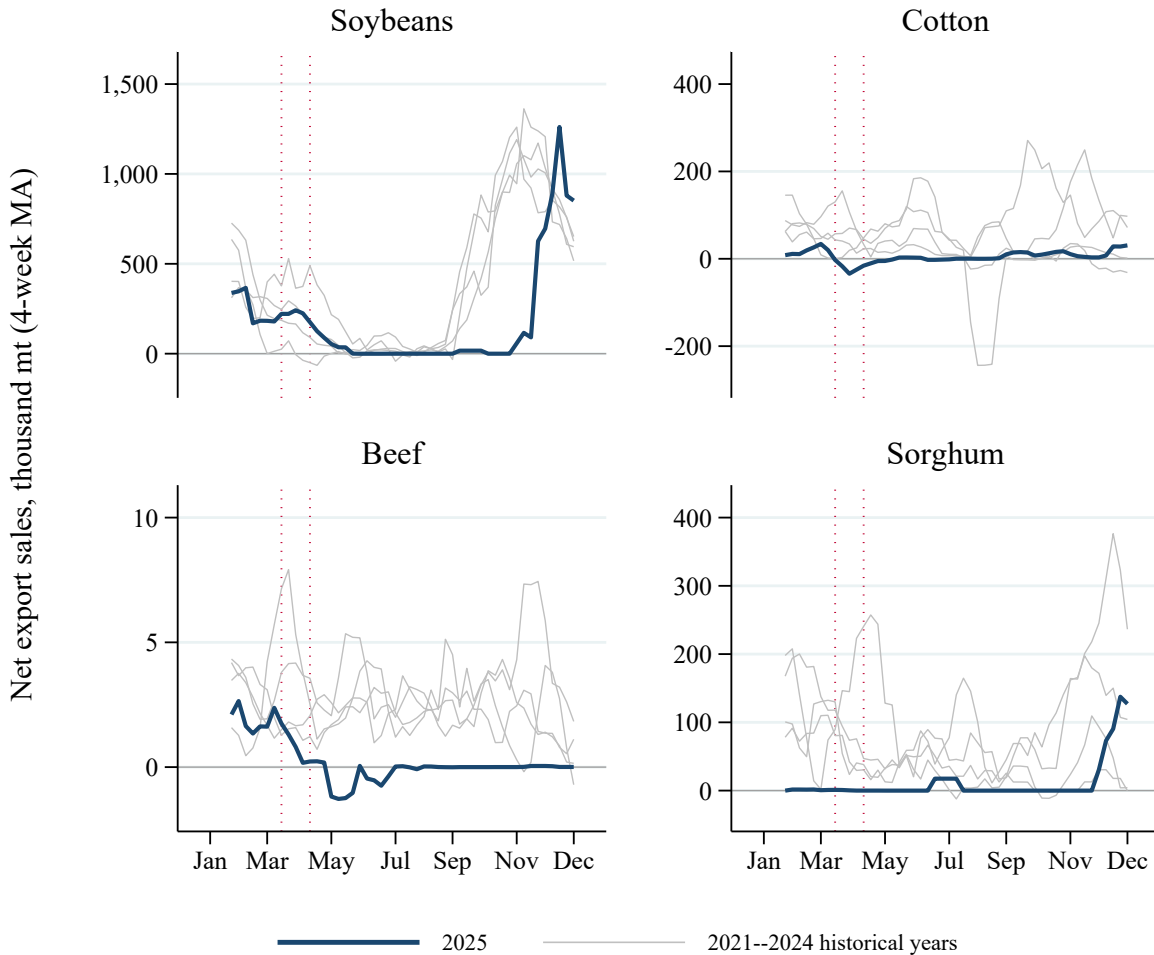 Soybeans
Cotton
Net export sales, thousand mt (4-week MA)
1,500
1,000
500
0
400
200
0
-200
Beef
Sorghum
10
5
0
400
300
200
100
0
Jan Mar May Jul Sep Nov Dec
Jan Mar May Jul Sep Nov Dec
2025
2021--2024 historical years